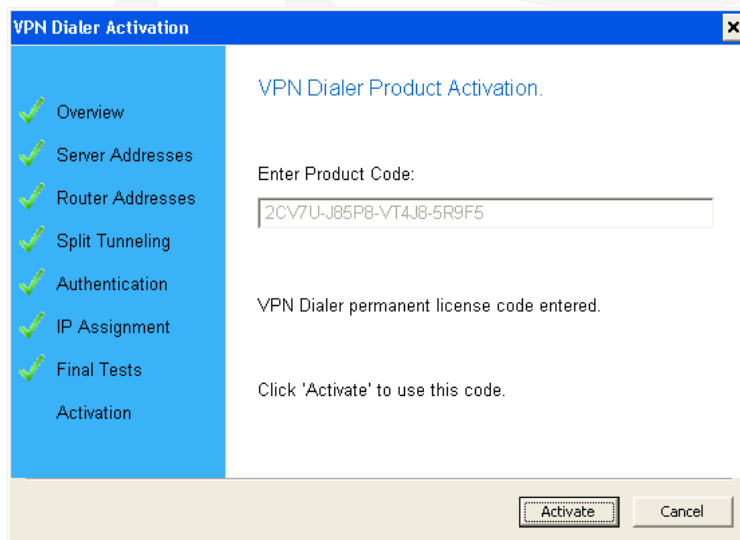 VPN Dialer Activation
Overview
Server Addresses
Router Addresses
Split Tunneling
Authentication
IP Assignment
Final Tests
Activation
VPN Dialer Product Activation.
Enter Product Code:
2CV7U-J85P8-VT4J8-5R9F5
VPN Dialer permanent license code entered.
Click 'Activate' to use this code.
Activate
Cancel